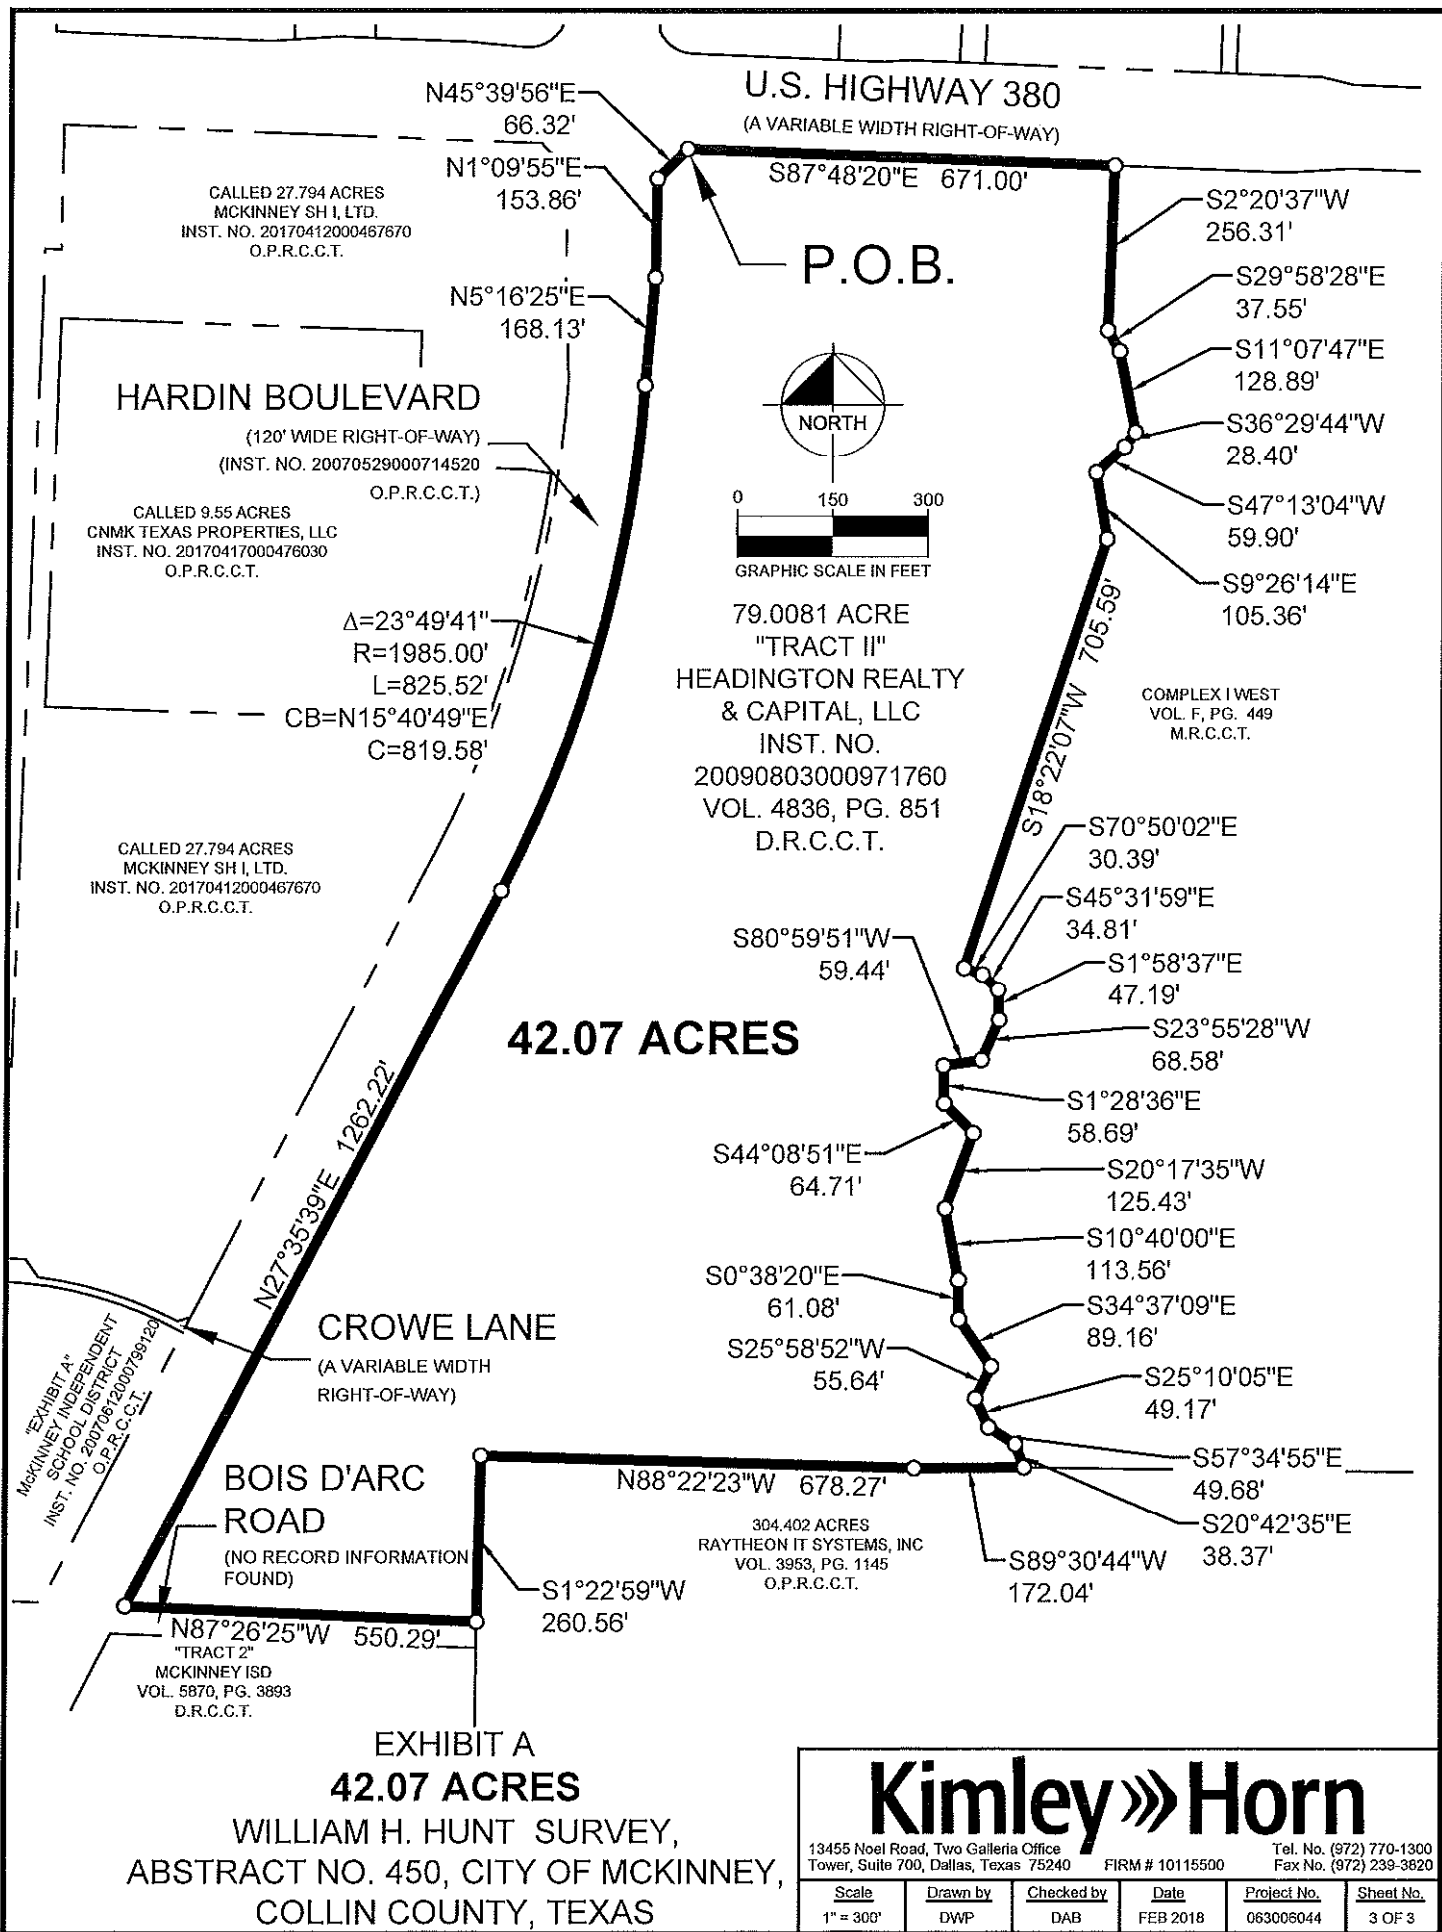 U.S. HIGHWAY 380
(A VARIABLE WIDTH RIGHT-OF-WAY)
N45°39'56"E
66.32'
N1°09'55"E
153.86'
S87°48'20"E 671.00'
CALLED 27.794 ACRES
MCKINNEY SH I, LTD.
INST. NO. 20170412000467670
O.P.R.C.C.T.
S2°20'37"W
256.31'
P.O.B.
S29°58'28"E
37.55'
N5°16'25"E
168.13'
S11°07'47"E
128.89'
HARDIN BOULEVARD
(120' WIDE RIGHT-OF-WAY)
(INST. NO. 20070529000714520
O.P.R.C.C.T.)
NORTH
S36°29'44"W
28.40'
0 150 300
GRAPHIC SCALE IN FEET
S47°13'04"W
59.90'
CALLED 9.55 ACRES
CNMK TEXAS PROPERTIES, LLC
INST. NO. 20170417000476030
O.P.R.C.C.T.
S9°26'14"E
105.36'
Δ=23°49'41"
R=1985.00'
L=825.52'
CB=N15°40'49"E
C=819.58'
79.0081 ACRE
"TRACT II"
HEADINGTON REALTY
& CAPITAL, LLC
INST. NO.
20090803000971760
VOL. 4836, PG. 851
D.R.C.C.T.
S18°22'07"W 705.59'
COMPLEX I WEST
VOL. F, PG. 449
M.R.C.C.T.
S70°50'02"E
30.39'
CALLED 27.794 ACRES
MCKINNEY SH I, LTD.
INST. NO. 20170412000467670
O.P.R.C.C.T.
S45°31'59"E
34.81'
S80°59'51"W
59.44'
S1°58'37"E
47.19'
42.07 ACRES
S23°55'28"W
68.58'
S1°28'36"E
58.69'
N27°35'39"E 1262.22'
S44°08'51"E
64.71'
S20°17'35"W
125.43'
S10°40'00"E
113.56'
S0°38'20"E
61.08'
S34°37'09"E
89.16'
CROWE LANE
(A VARIABLE WIDTH
RIGHT-OF-WAY)
S25°58'52"W
55.64'
S25°10'05"E
49.17'
"EXHIBIT A"
McKINNEY INDEPENDENT
SCHOOL DISTRICT
INST. NO. 20070612000799120
O.P.R.C.C.T.
S57°34'55"E
49.68'
BOIS D'ARC
ROAD
(NO RECORD INFORMATION
FOUND)
N88°22'23"W 678.27'
S20°42'35"E
38.37'
304.402 ACRES
RAYTHEON IT SYSTEMS, INC
VOL. 3953, PG. 1145
O.P.R.C.C.T.
S89°30'44"W
172.04'
S1°22'59"W
260.56'
N87°26'25"W 550.29'
"TRACT 2"
MCKINNEY ISD
VOL. 5870, PG. 3893
D.R.C.C.T.
EXHIBIT A
42.07 ACRES
WILLIAM H. HUNT SURVEY,
ABSTRACT NO. 450, CITY OF MCKINNEY,
COLLIN COUNTY, TEXAS
Kimley»Horn
13455 Noel Road, Two Galleria Office
Tower, Suite 700, Dallas, Texas 75240 FIRM # 10115500
Tel. No. (972) 770-1300
Fax No. (972) 239-3820
Scale Drawn by Checked by Date Project No. Sheet No.
1" = 300' DWP DAB FEB 2018 063006044 3 OF 3